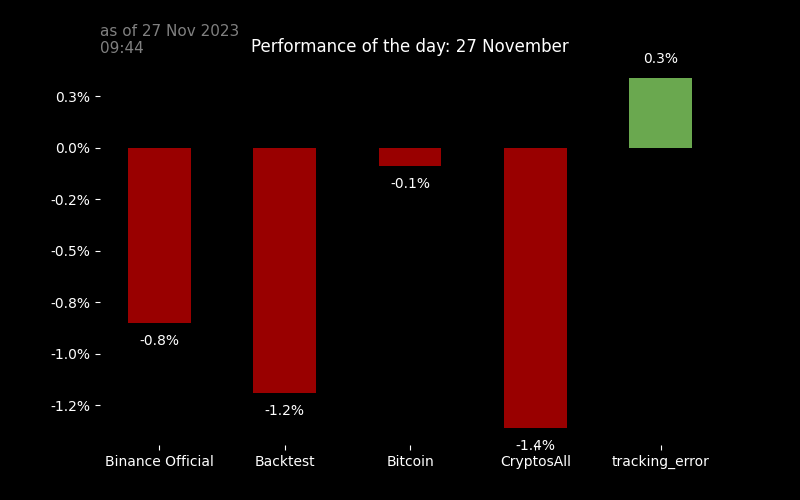 as of 27 Nov 2023
09:44
Performance of the day: 27 November
0.3%
0.3%
0.0%
-0.2%
-0.5%
-0.8%
-1.0%
-1.2%
-0.8%
-1.2%
-0.1%
-1.4%
Binance Official
Backtest
Bitcoin
CryptosAll
tracking_error